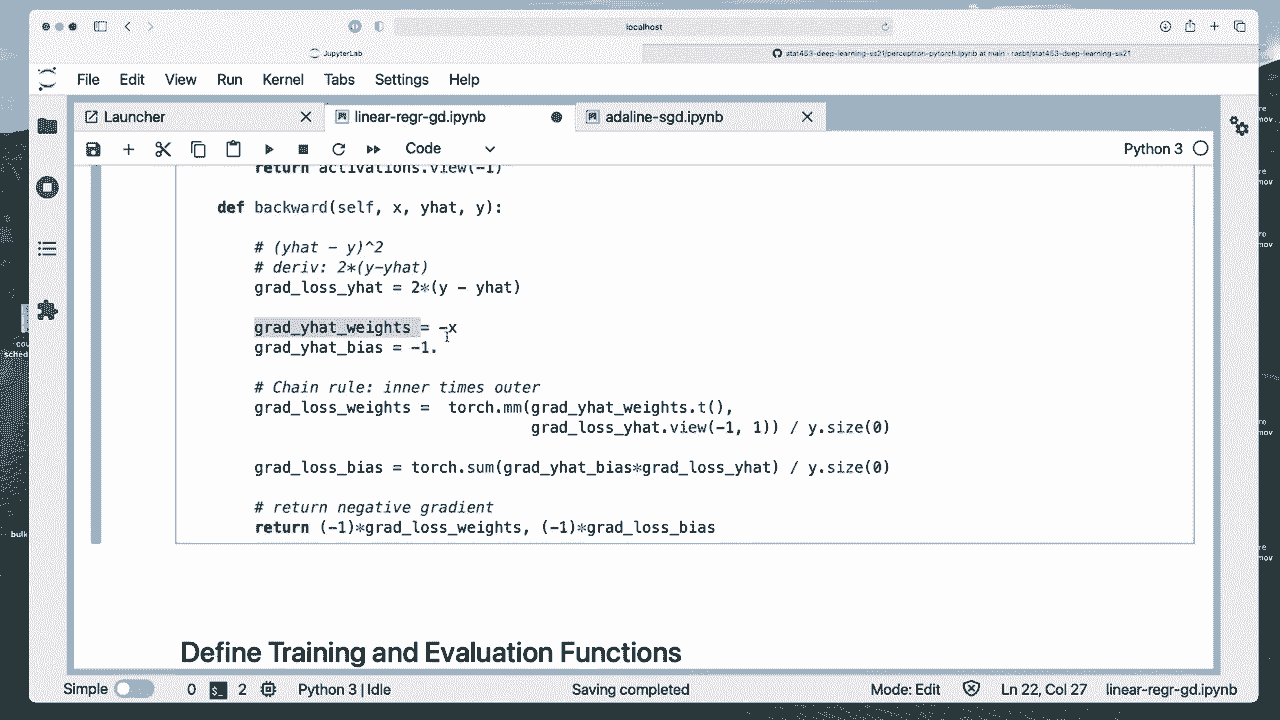 localhost
JupyterLab
stat453-deep-learning-ss21/perceptron-pytorch.ipynb at main · rasbt/stat453-deep-learning-ss21
File Edit View Run Kernel Tabs Settings Help
Launcher
linear-regr-gd.ipynb
adaline-sgd.ipynb
Code
Python 3
return activations.view(-1)
def backward(self, x, yhat, y):
# (yhat - y)^2
# deriv: 2*(y-yhat)
grad_loss_yhat = 2*(y - yhat)
grad_yhat_weights = -x
grad_yhat_bias = -1.
# Chain rule: inner times outer
grad_loss_weights =  torch.mm(grad_yhat_weights.t(),
grad_loss_yhat.view(-1, 1)) / y.size(0)
grad_loss_bias = torch.sum(grad_yhat_bias*grad_loss_yhat) / y.size(0)
# return negative gradient
return (-1)*grad_loss_weights, (-1)*grad_loss_bias
Define Training and Evaluation Functions
Simple 0 $_ 2 Python 3 | Idle Saving completed Mode: Edit Ln 22, Col 27 linear-regr-gd.ipynb